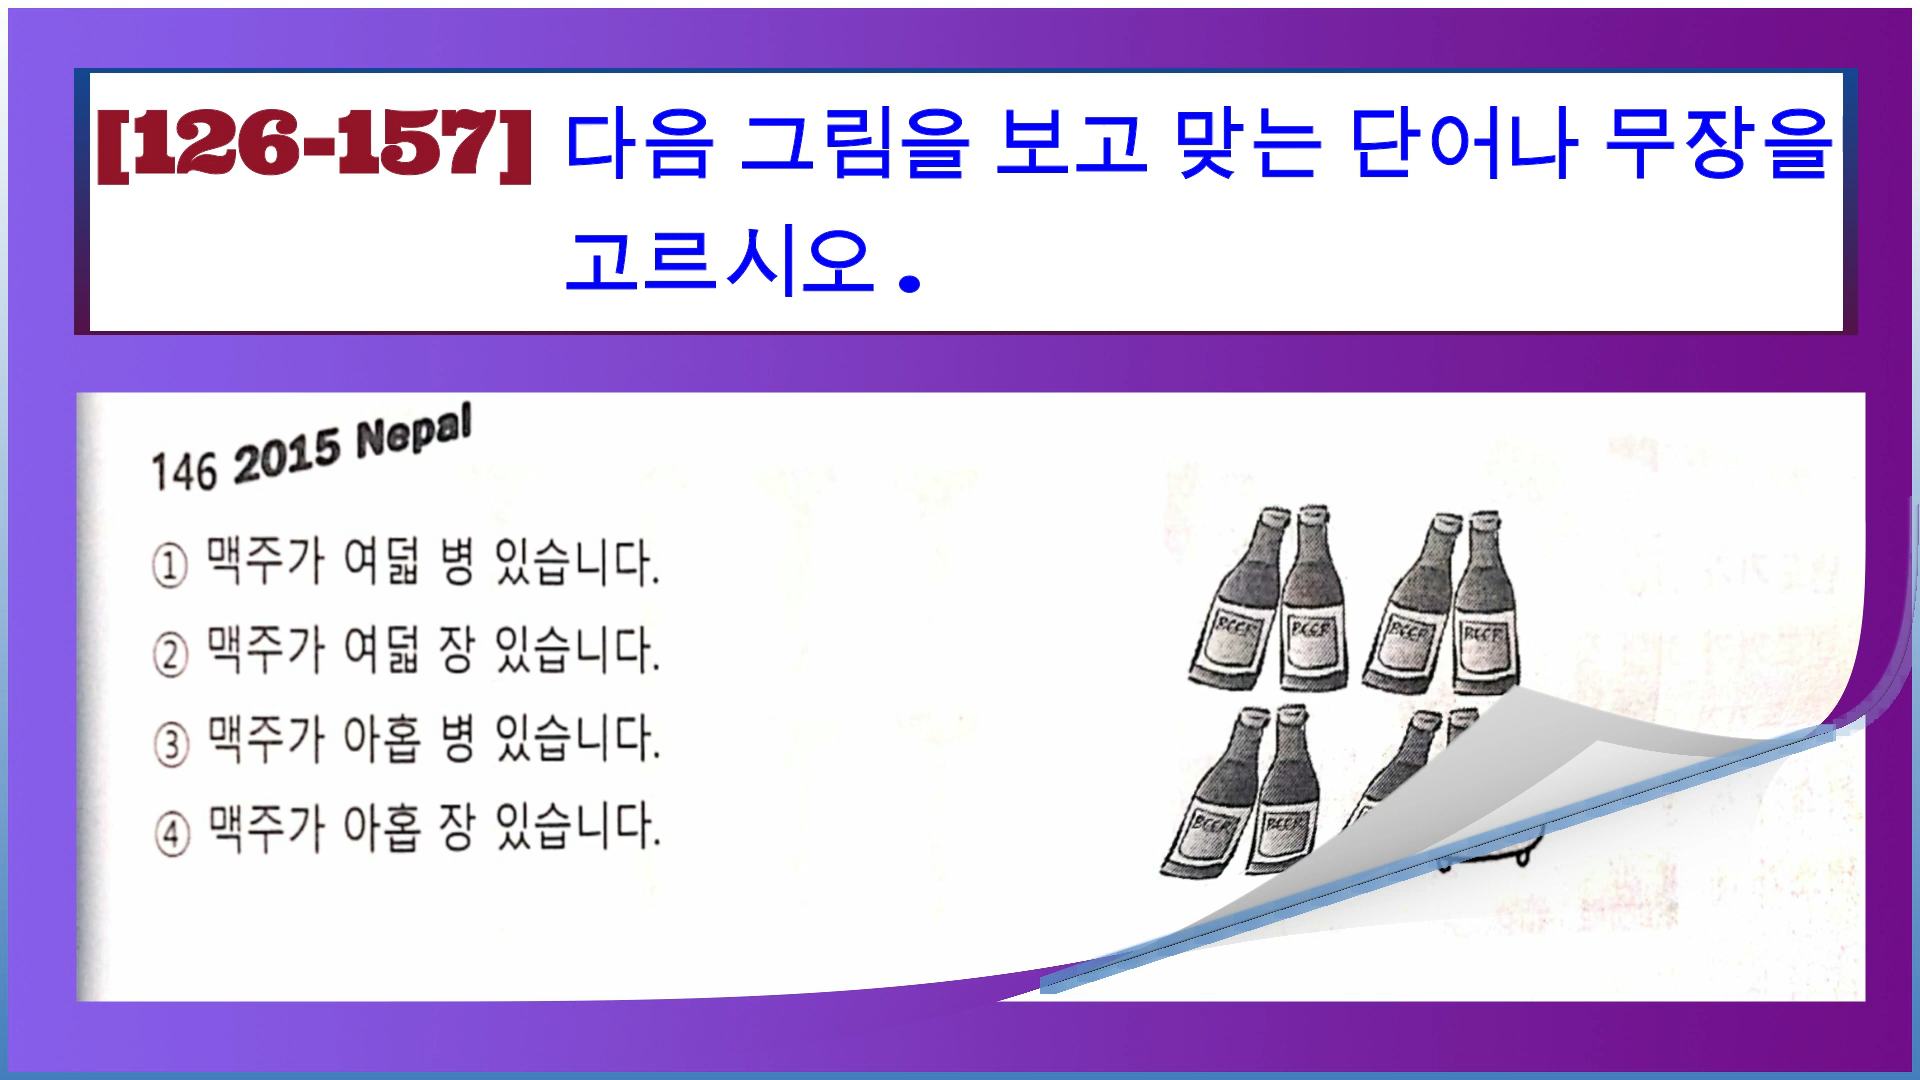 [126-157] 다음 그림을 보고 맞는 단어나 무장을
고르시오.
146 2015 Nepal
① 맥주가 여덟 병 있습니다.
② 맥주가 여덟 장 있습니다.
③ 맥주가 아홉 병 있습니다.
④ 맥주가 아홉 장 있습니다.
BEER BEER BEER BEER
BEER BEER